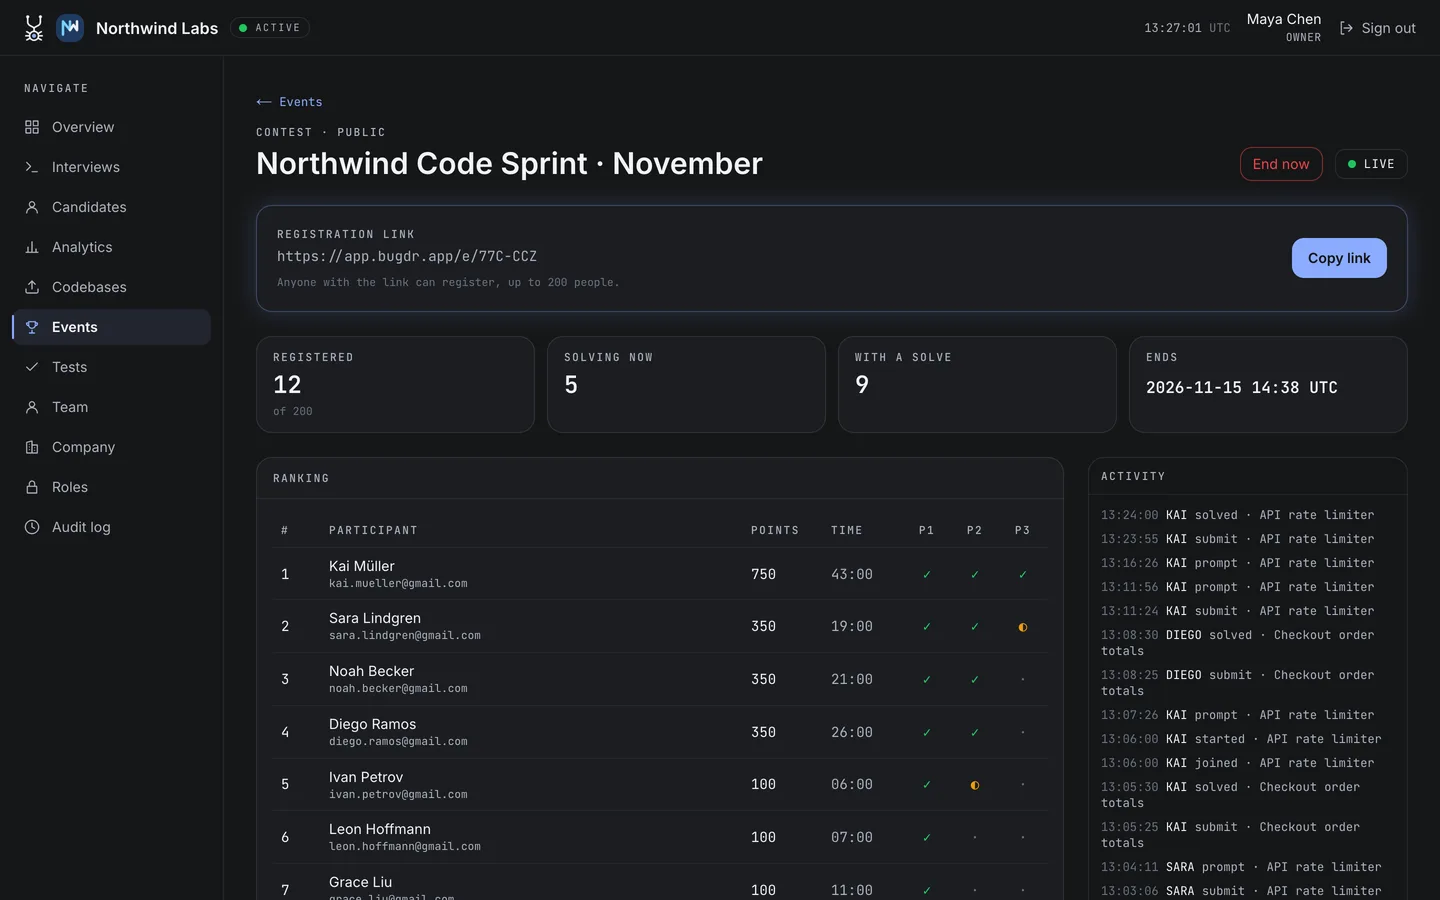 Northwind Labs
ACTIVE
13:27:01 UTC
Maya Chen
OWNER
Sign out
NAVIGATE
Overview
Interviews
Candidates
Analytics
Codebases
Events
Tests
Team
Company
Roles
Audit log
← Events
CONTEST · PUBLIC
Northwind Code Sprint · November
End now
LIVE
REGISTRATION LINK
https://app.bugdr.app/e/77C-CCZ
Anyone with the link can register, up to 200 people.
Copy link
REGISTERED
12
of 200
SOLVING NOW
5
WITH A SOLVE
9
ENDS
2026-11-15 14:38 UTC
RANKING
# PARTICIPANT POINTS TIME P1 P2 P3
1 Kai Müller 750 43:00 ✓ ✓ ✓
kai.mueller@gmail.com
2 Sara Lindgren 350 19:00 ✓ ✓ ◐
sara.lindgren@gmail.com
3 Noah Becker 350 21:00 ✓ ✓ ·
noah.becker@gmail.com
4 Diego Ramos 350 26:00 ✓ ✓ ·
diego.ramos@gmail.com
5 Ivan Petrov 100 06:00 ✓ ◐ ·
ivan.petrov@gmail.com
6 Leon Hoffmann 100 07:00 ✓ · ·
leon.hoffmann@gmail.com
7 Grace Liu 100 11:00 ✓ · ·
grace.liu@gmail.com
ACTIVITY
13:24:00 KAI solved · API rate limiter
13:23:55 KAI submit · API rate limiter
13:16:26 KAI prompt · API rate limiter
13:11:56 KAI prompt · API rate limiter
13:11:24 KAI submit · API rate limiter
13:08:30 DIEGO solved · Checkout order
totals
13:08:25 DIEGO submit · Checkout order
totals
13:07:26 KAI prompt · API rate limiter
13:06:00 KAI started · API rate limiter
13:06:00 KAI joined · API rate limiter
13:05:30 KAI solved · Checkout order
totals
13:05:25 KAI submit · Checkout order
totals
13:04:11 SARA prompt · API rate limiter
13:03:06 SARA submit · API rate limiter